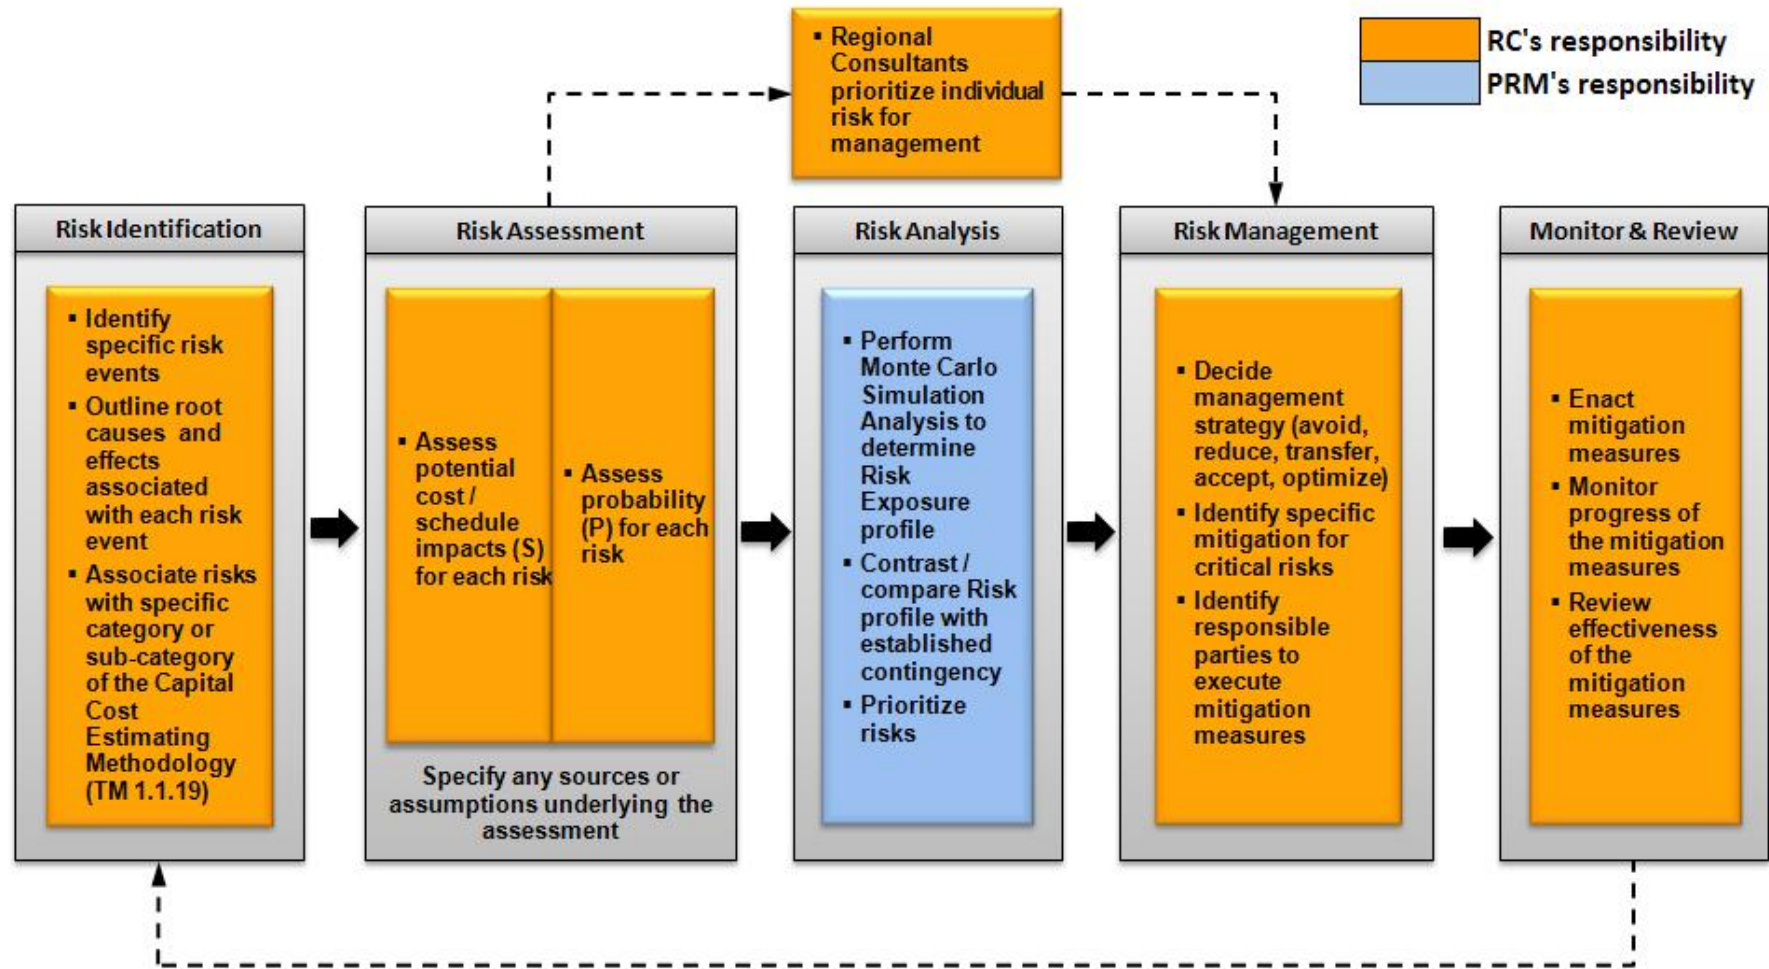 ▪ Regional
Consultants
prioritize individual
risk for
management
RC's responsibility
PRM's responsibility
Risk Identification
▪ Identify
specific risk
events
▪ Outline root
causes and
effects
associated
with each risk
event
▪ Associate risks
with specific
category or
sub-category
of the Capital
Cost
Estimating
Methodology
(TM 1.1.19)
Risk Assessment
▪ Assess
potential
cost /
schedule
impacts (S)
for each risk
▪ Assess
probability
(P) for each
risk
Specify any sources or
assumptions underlying the
assessment
Risk Analysis
▪ Perform
Monte Carlo
Simulation
Analysis to
determine
Risk
Exposure
profile
▪ Contrast /
compare Risk
profile with
established
contingency
▪ Prioritize
risks
Risk Management
▪ Decide
management
strategy (avoid,
reduce, transfer,
accept, optimize)
▪ Identify specific
mitigation for
critical risks
▪ Identify
responsible
parties to
execute
mitigation
measures
Monitor & Review
▪ Enact
mitigation
measures
▪ Monitor
progress of
the mitigation
measures
▪ Review
effectiveness
of the
mitigation
measures